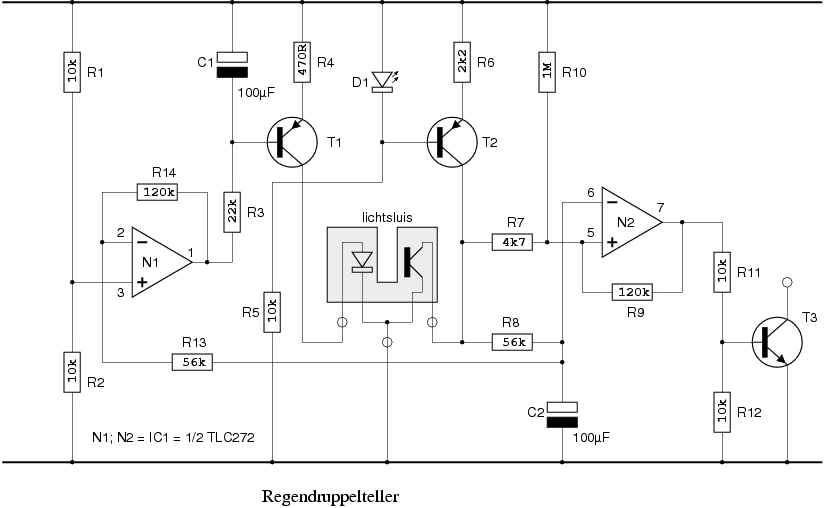 R1
10k
C1
100µF
R4
470R
D1
R6
2k2
R10
1M
T1
T2
R14
120k
R3
22k
lichtsluis
R7
4k7
6
5
7
N2
2
3
1
N1
R9
120k
R11
10k
T3
R5
10k
R8
56k
R13
56k
R2
10k
C2
100µF
R12
10k
N1; N2 = IC1 = 1/2 TLC272
Regendruppelteller